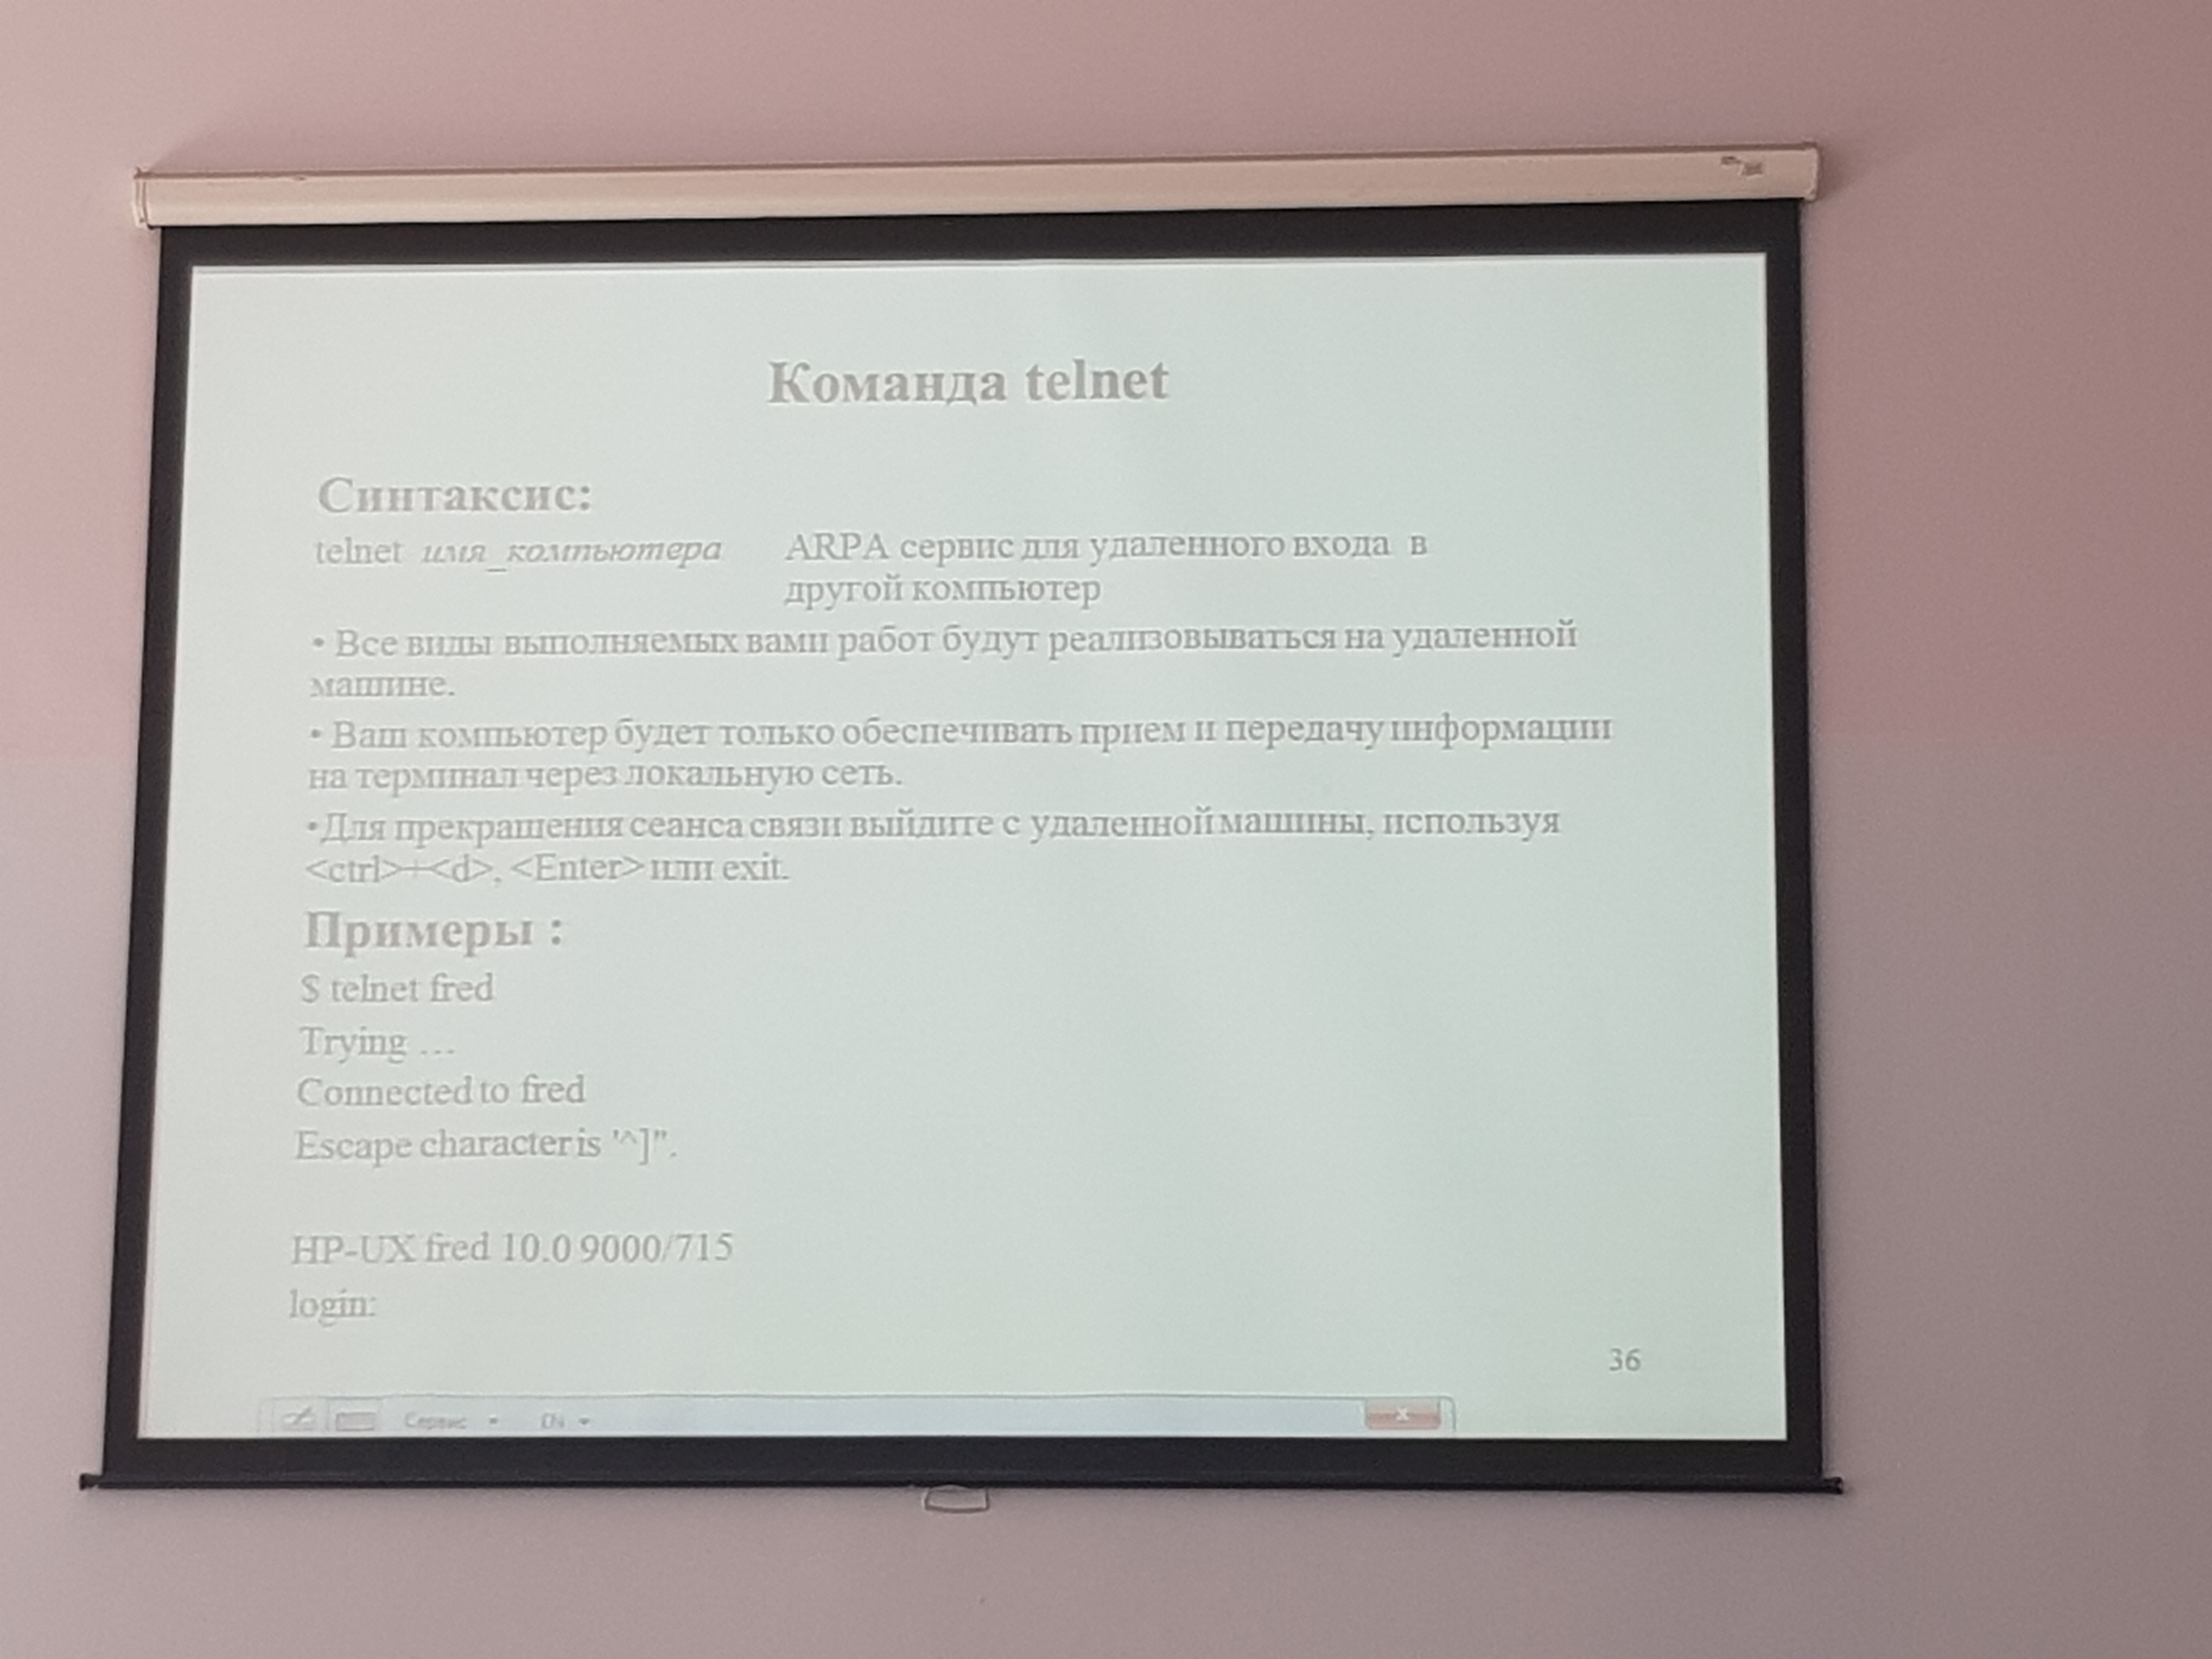 Команда telnet
Синтаксис:
telnet имя_компьютера ARPA сервис для удаленного входа в
другой компьютер
• Все виды выполняемых вами работ будут реализовываться на удаленной
машине.
• Ваш компьютер будет только обеспечивать прием и передачу информации
на терминал через локальную сеть.
•Для прекращения сеанса связи выйдите с удаленной машины, используя
<ctrl>+<d>, <Enter> или exit.
Примеры :
$ telnet fred
Trying …
Connected to fred
Escape character is '^]".
HP-UX fred 10.0 9000/715
login:
36
Сервис EN